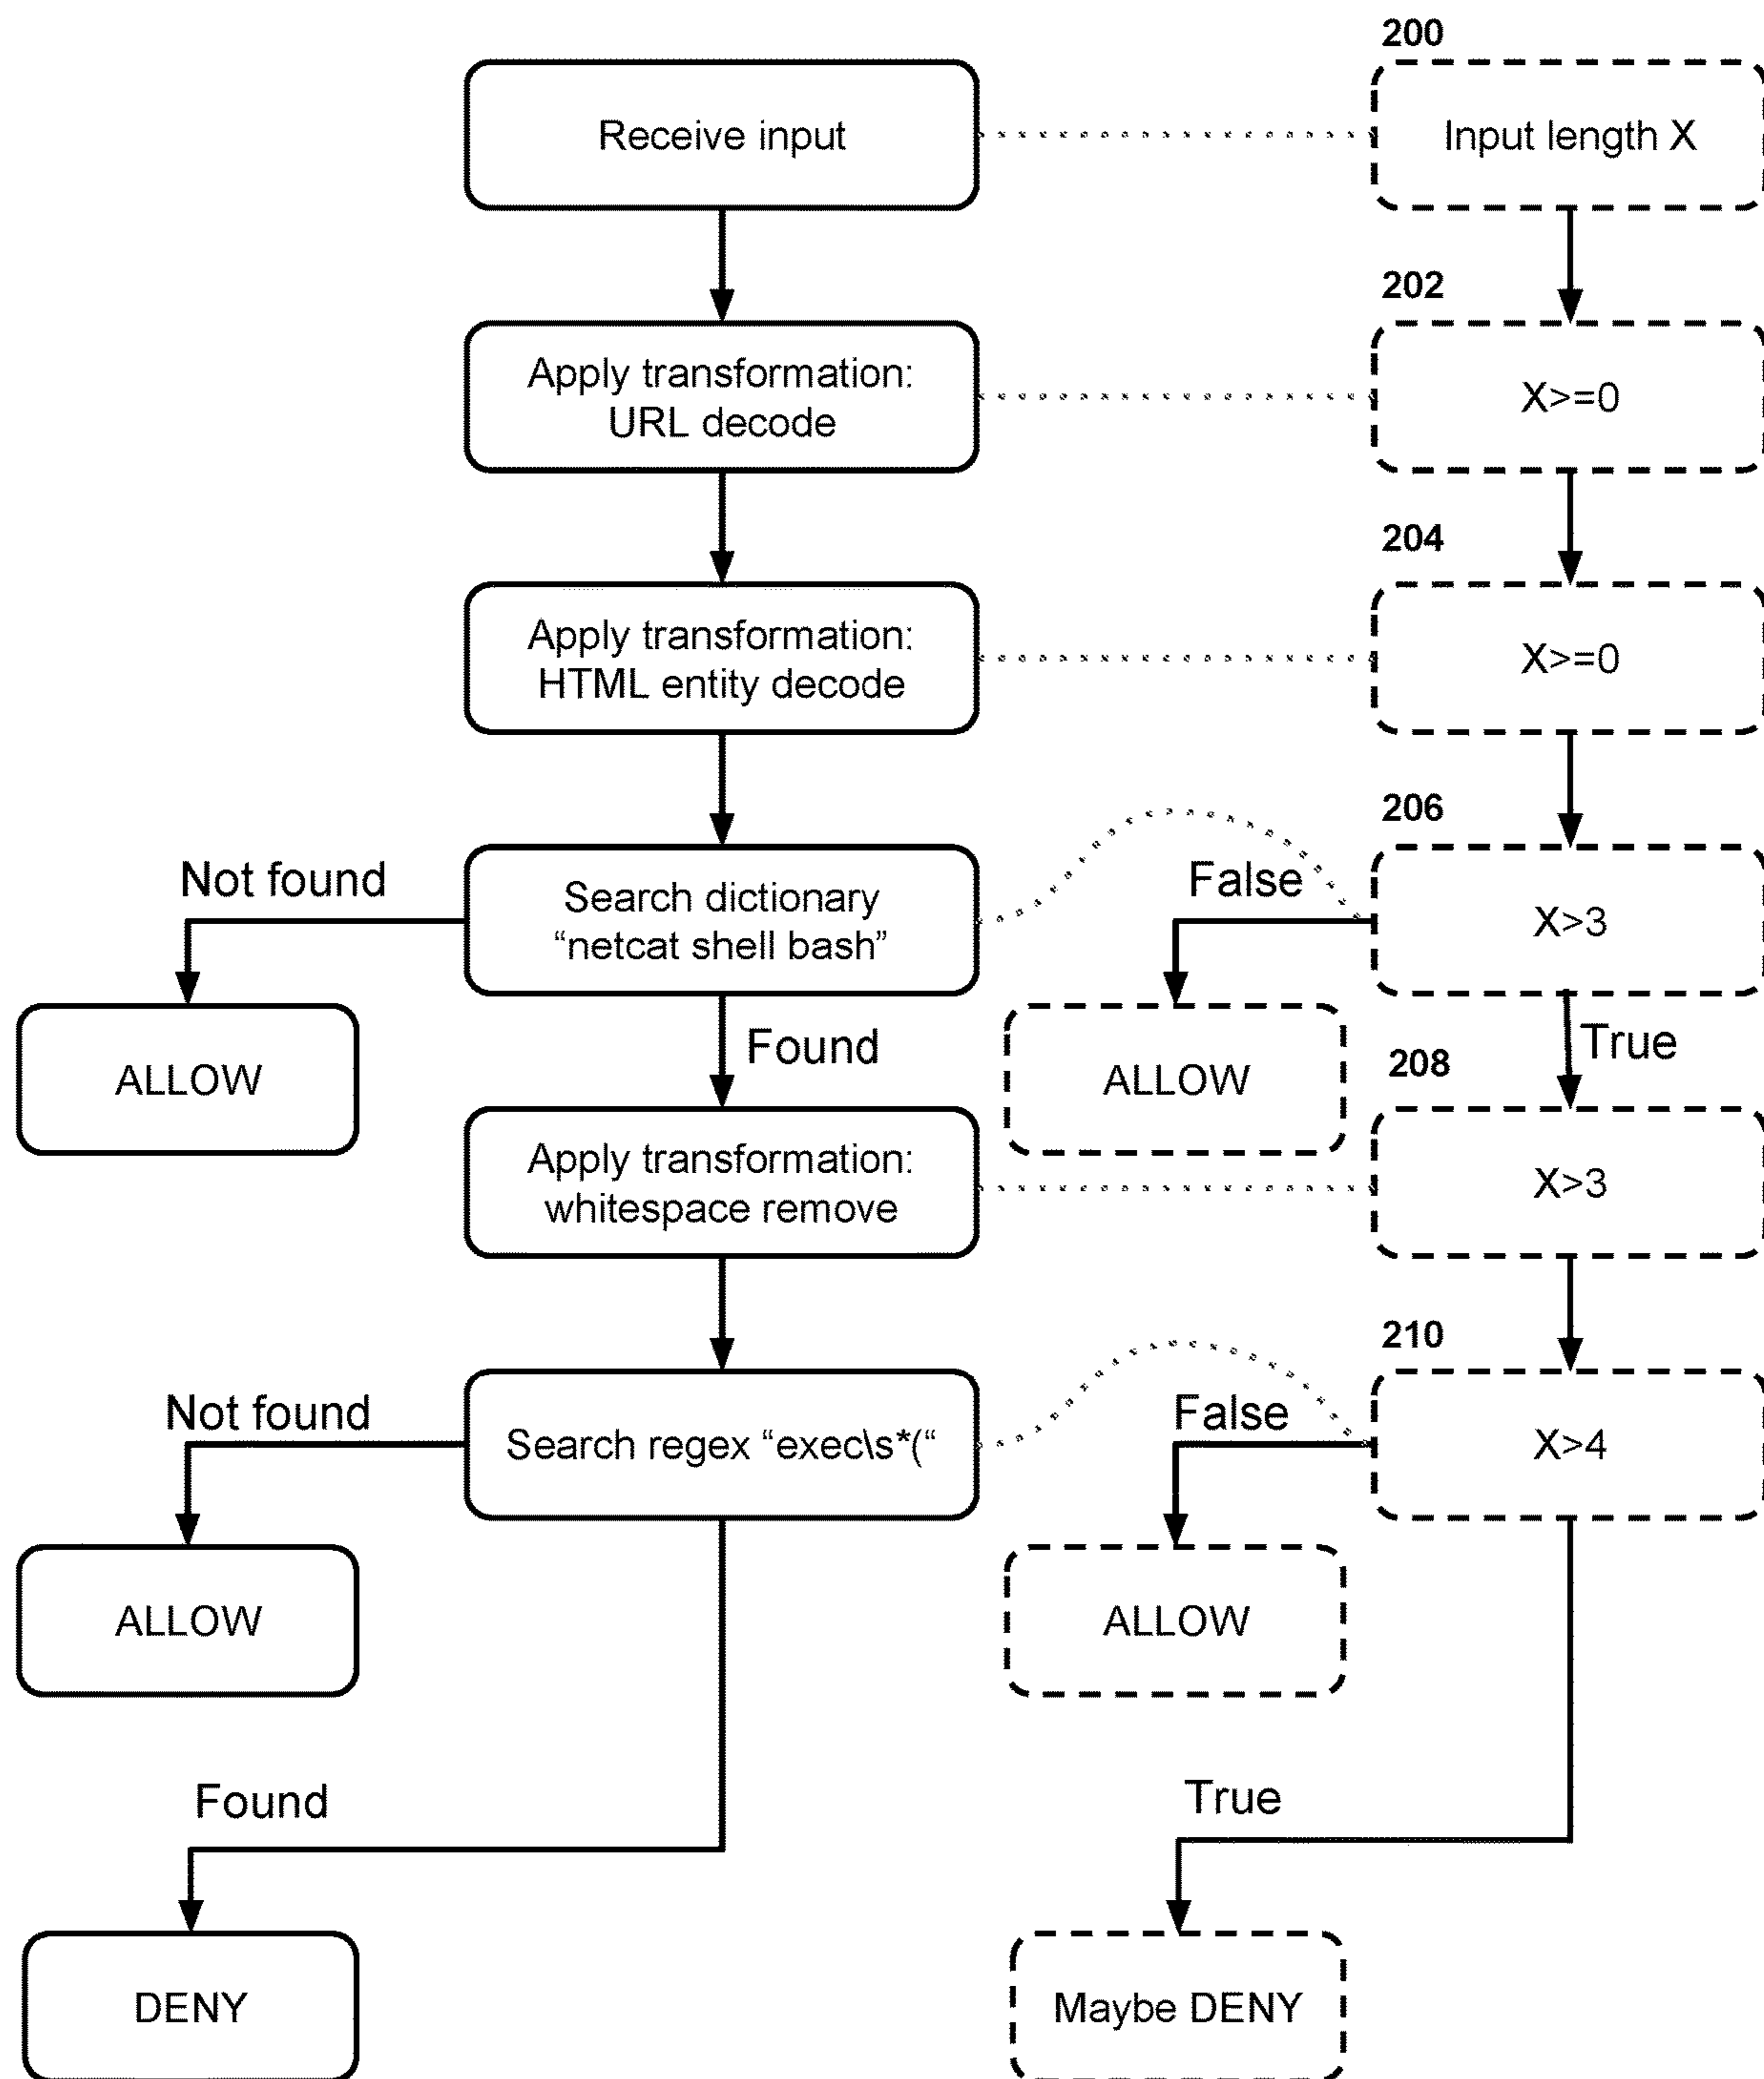 200
Receive input
Input length X
202
Apply transformation:
URL decode
X>=0
204
Apply transformation:
HTML entity decode
X>=0
206
Not found
Search dictionary
“netcat shell bash”
False
X>3
ALLOW
Found
ALLOW
True
208
Apply transformation:
whitespace remove
X>3
210
Not found
Search regex “exec\s*(“
False
X>4
ALLOW
ALLOW
Found
True
DENY
Maybe DENY